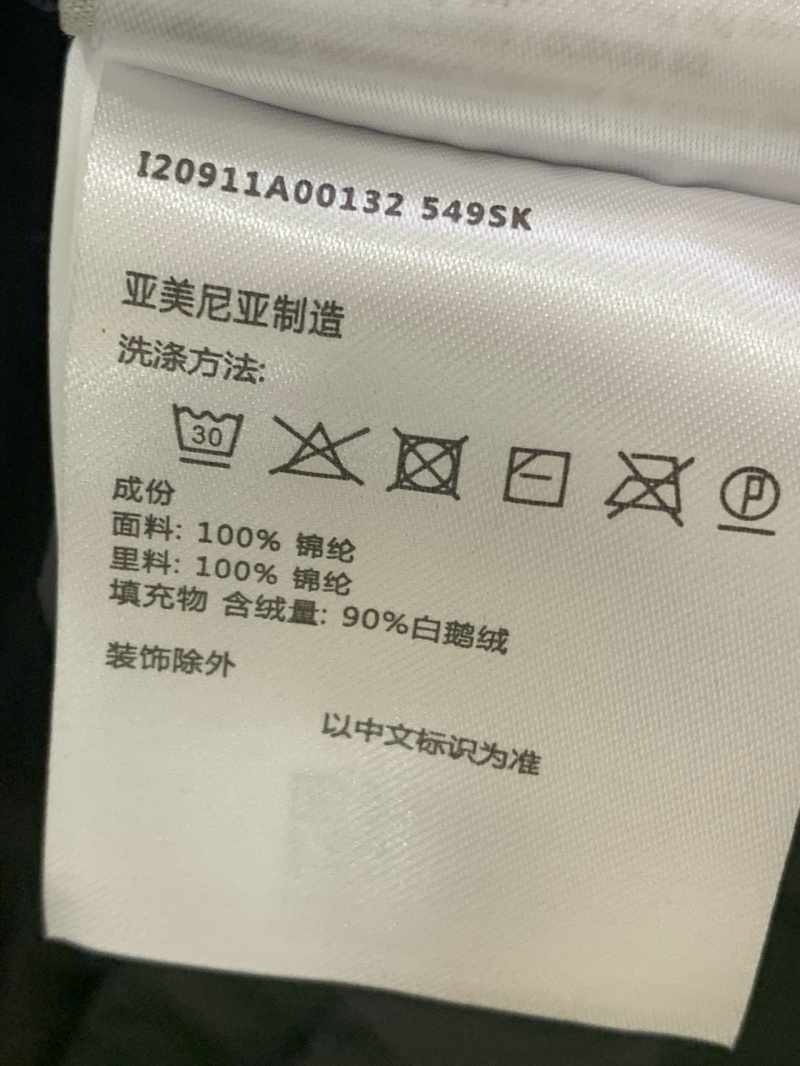 I20911A00132 549SK
亚美尼亚制造
洗涤方法:
30
P
成份
面料: 100% 锦纶
里料: 100% 锦纶
填充物 含绒量: 90%白鹅绒
装饰除外
以中文标识为准